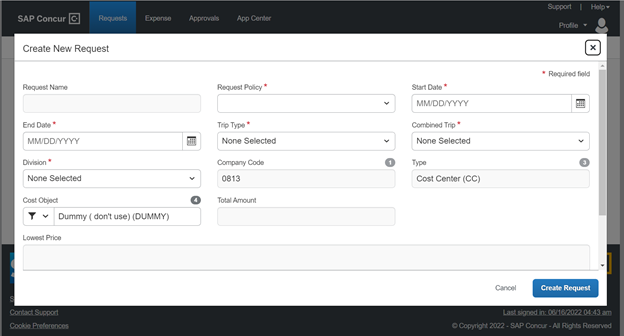 Support | Help
SAP Concur C Requests Expense Approvals App Center
Profile
Create New Request
* Required field
Request Name Request Policy * Start Date *
MM/DD/YYYY
End Date * Trip Type * Combined Trip *
MM/DD/YYYY None Selected None Selected
Division * Company Code 1 Type 3
None Selected 0813 Cost Center (CC)
Cost Object 4 Total Amount
Dummy ( don't use) (DUMMY)
Lowest Price
Cancel Create Request
Contact Support Last signed in: 06/16/2022 04:43 am
Cookie Preferences © Copyright 2022 - SAP Concur - All Rights Reserved